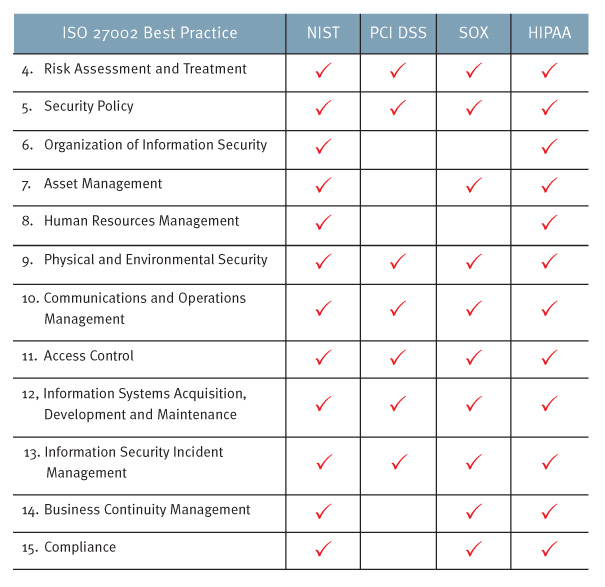 ISO 27002 Best Practice NIST PCI DSS SOX HIPAA
4. Risk Assessment and Treatment ✓ ✓ ✓ ✓
5. Security Policy ✓ ✓ ✓ ✓
6. Organization of Information Security ✓ ✓
7. Asset Management ✓ ✓ ✓
8. Human Resources Management ✓ ✓
9. Physical and Environmental Security ✓ ✓ ✓ ✓
10. Communications and Operations
Management ✓ ✓ ✓ ✓
11. Access Control ✓ ✓ ✓ ✓
12, Information Systems Acquisition,
Development and Maintenance ✓ ✓ ✓ ✓
13. Information Security Incident
Management ✓ ✓ ✓ ✓
14. Business Continuity Management ✓ ✓ ✓
15. Compliance ✓ ✓ ✓